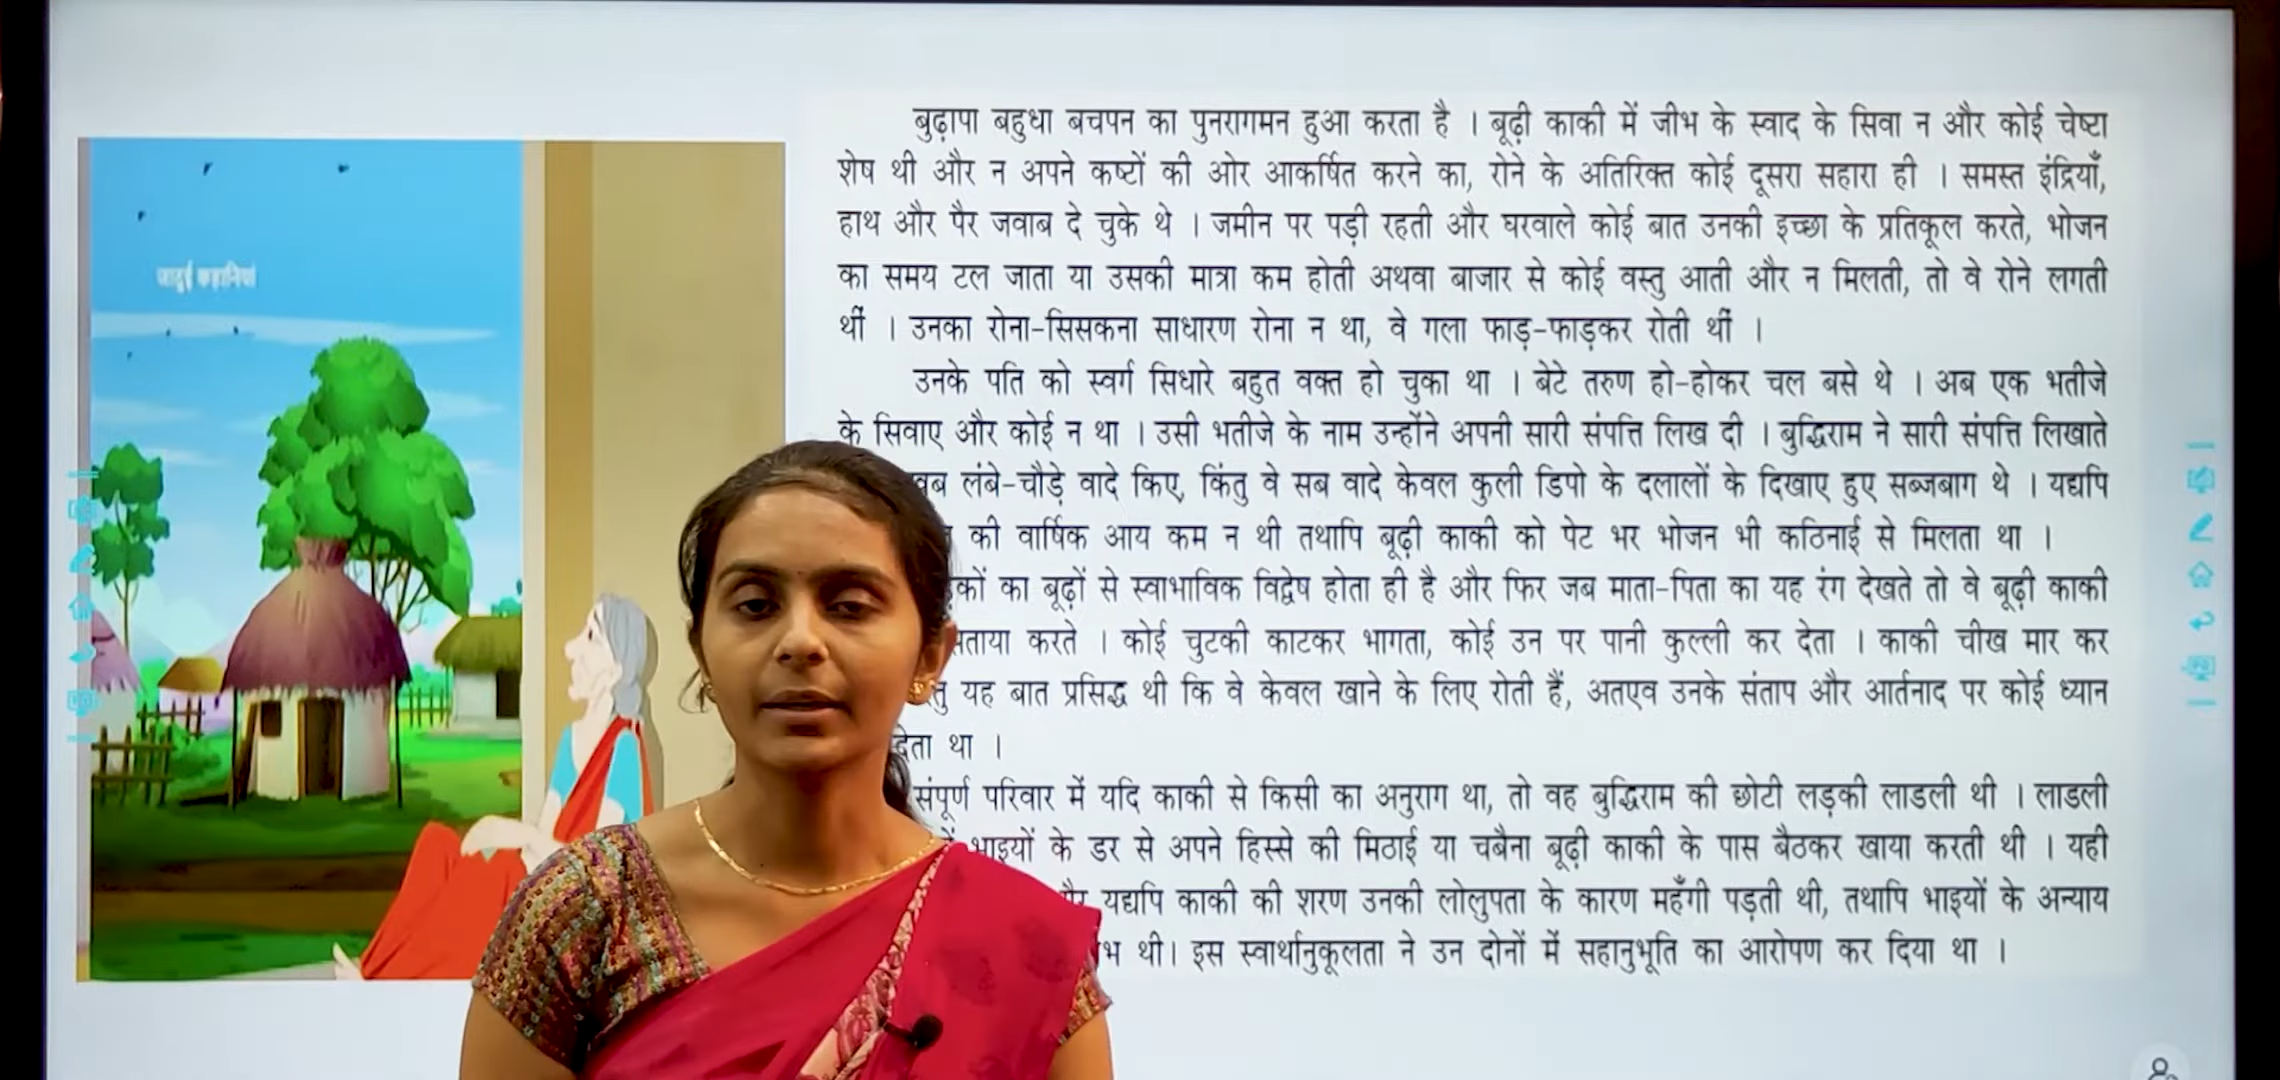 जादुई कहानियां
बुढ़ापा बहुधा बचपन का पुनरागमन हुआ करता है । बूढ़ी काकी में जीभ के स्वाद के सिवा न और कोई चेष्टा
शेष थी और न अपने कष्टों की ओर आकर्षित करने का, रोने के अतिरिक्त कोई दूसरा सहारा ही । समस्त इंद्रियाँ,
हाथ और पैर जवाब दे चुके थे । जमीन पर पड़ी रहती और घरवाले कोई बात उनकी इच्छा के प्रतिकूल करते, भोजन
का समय टल जाता या उसकी मात्रा कम होती अथवा बाजार से कोई वस्तु आती और न मिलती, तो वे रोने लगती
थीं । उनका रोना-सिसकना साधारण रोना न था, वे गला फाड़-फाड़कर रोती थीं ।
उनके पति को स्वर्ग सिधारे बहुत वक्त हो चुका था । बेटे तरुण हो-होकर चल बसे थे । अब एक भतीजे
के सिवाए और कोई न था । उसी भतीजे के नाम उन्होंने अपनी सारी संपत्ति लिख दी । बुद्धिराम ने सारी संपत्ति लिखाते
लंबे-चौड़े वादे किए, किंतु वे सब वादे केवल कुली डिपो के दलालों के दिखाए हुए सब्जबाग थे । यद्यपि
की वार्षिक आय कम न थी तथापि बूढ़ी काकी को पेट भर भोजन भी कठिनाई से मिलता था ।
का बूढ़ों से स्वाभाविक विद्वेष होता ही है और फिर जब माता-पिता का यह रंग देखते तो वे बूढ़ी काकी
करते । कोई चुटकी काटकर भागता, कोई उन पर पानी कुल्ली कर देता । काकी चीख मार कर
यह बात प्रसिद्ध थी कि वे केवल खाने के लिए रोती हैं, अतएव उनके संताप और आर्तनाद पर कोई ध्यान
देता था ।
संपूर्ण परिवार में यदि काकी से किसी का अनुराग था, तो वह बुद्धिराम की छोटी लड़की लाडली थी । लाडली
भाइयों के डर से अपने हिस्से की मिठाई या चबैना बूढ़ी काकी के पास बैठकर खाया करती थी । यही
यद्यपि काकी की शरण उनकी लोलुपता के कारण महँगी पड़ती थी, तथापि भाइयों के अन्याय
थी। इस स्वार्थानुकूलता ने उन दोनों में सहानुभूति का आरोपण कर दिया था ।